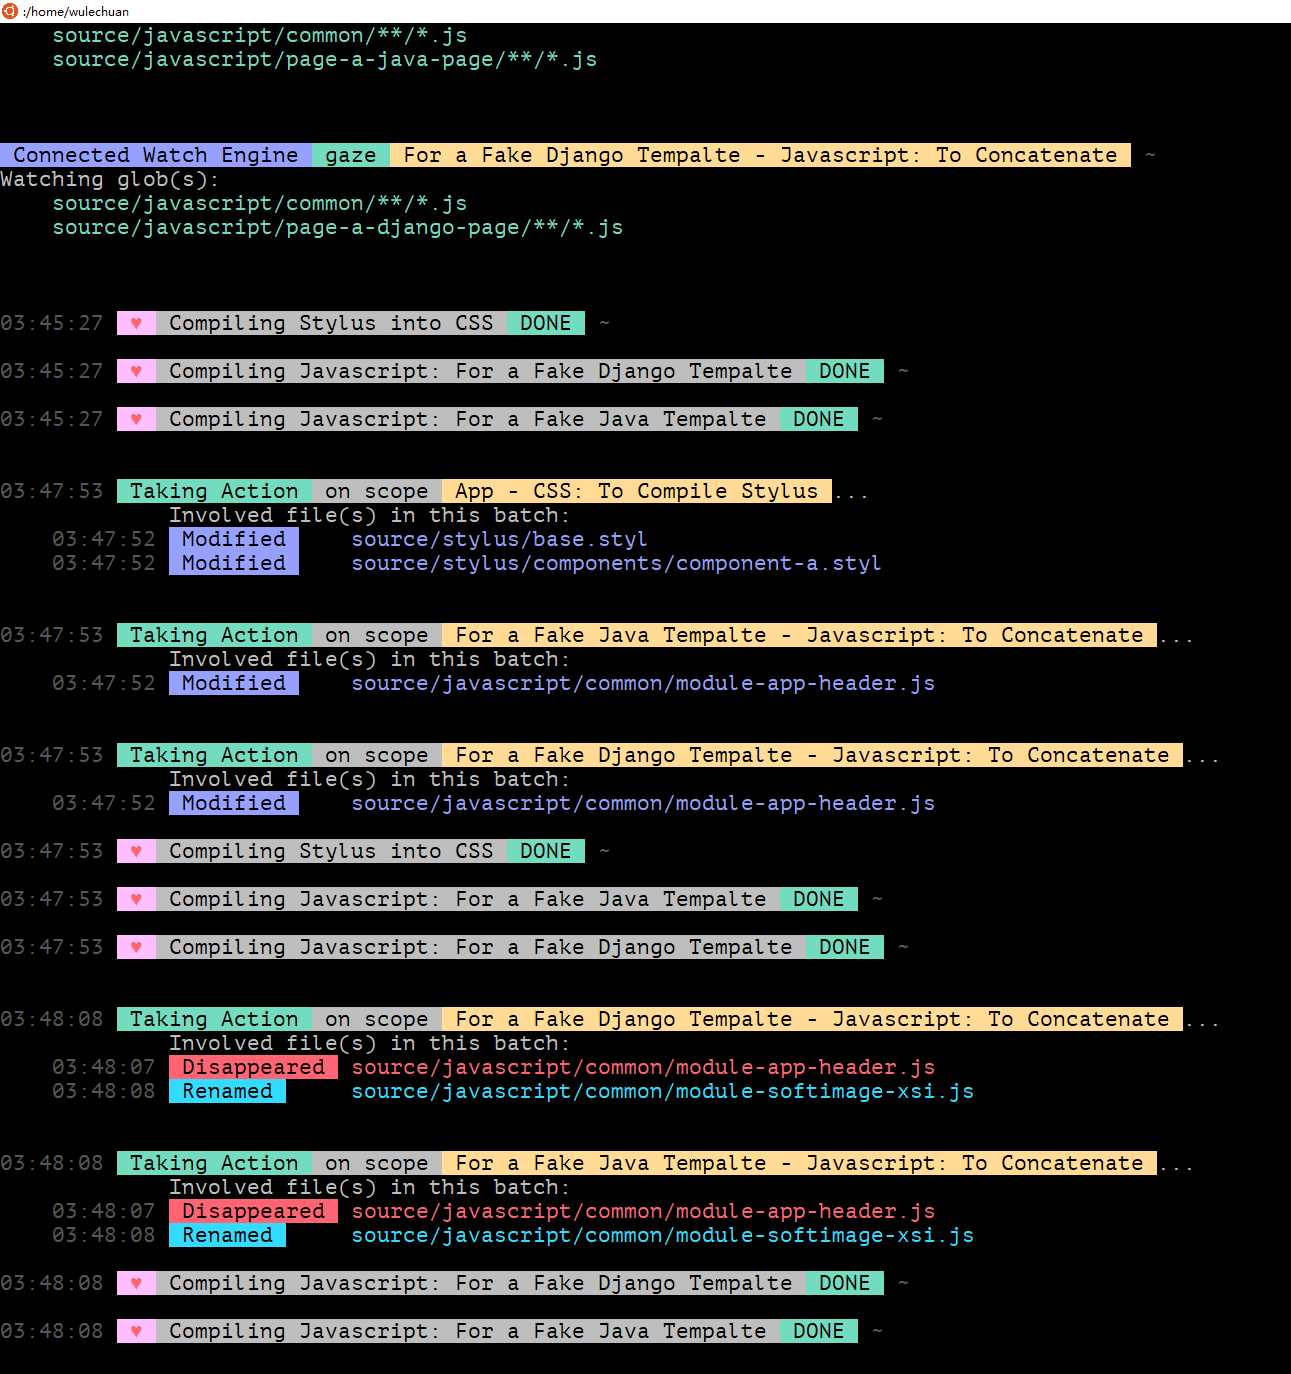 :/home/wulechuan
source/javascript/common/**/*.js
source/javascript/page-a-java-page/**/*.js
Connected Watch Engine gaze For a Fake Django Tempalte - Javascript: To Concatenate ~
Watching glob(s):
source/javascript/common/**/*.js
source/javascript/page-a-django-page/**/*.js
03:45:27 ♥ Compiling Stylus into CSS DONE ~
03:45:27 ♥ Compiling Javascript: For a Fake Django Tempalte DONE ~
03:45:27 ♥ Compiling Javascript: For a Fake Java Tempalte DONE ~
03:47:53 Taking Action on scope App - CSS: To Compile Stylus ...
Involved file(s) in this batch:
03:47:52 Modified source/stylus/base.styl
03:47:52 Modified source/stylus/components/component-a.styl
03:47:53 Taking Action on scope For a Fake Java Tempalte - Javascript: To Concatenate ...
Involved file(s) in this batch:
03:47:52 Modified source/javascript/common/module-app-header.js
03:47:53 Taking Action on scope For a Fake Django Tempalte - Javascript: To Concatenate ...
Involved file(s) in this batch:
03:47:52 Modified source/javascript/common/module-app-header.js
03:47:53 ♥ Compiling Stylus into CSS DONE ~
03:47:53 ♥ Compiling Javascript: For a Fake Java Tempalte DONE ~
03:47:53 ♥ Compiling Javascript: For a Fake Django Tempalte DONE ~
03:48:08 Taking Action on scope For a Fake Django Tempalte - Javascript: To Concatenate ...
Involved file(s) in this batch:
03:48:07 Disappeared source/javascript/common/module-app-header.js
03:48:08 Renamed source/javascript/common/module-softimage-xsi.js
03:48:08 Taking Action on scope For a Fake Java Tempalte - Javascript: To Concatenate ...
Involved file(s) in this batch:
03:48:07 Disappeared source/javascript/common/module-app-header.js
03:48:08 Renamed source/javascript/common/module-softimage-xsi.js
03:48:08 ♥ Compiling Javascript: For a Fake Django Tempalte DONE ~
03:48:08 ♥ Compiling Javascript: For a Fake Java Tempalte DONE ~